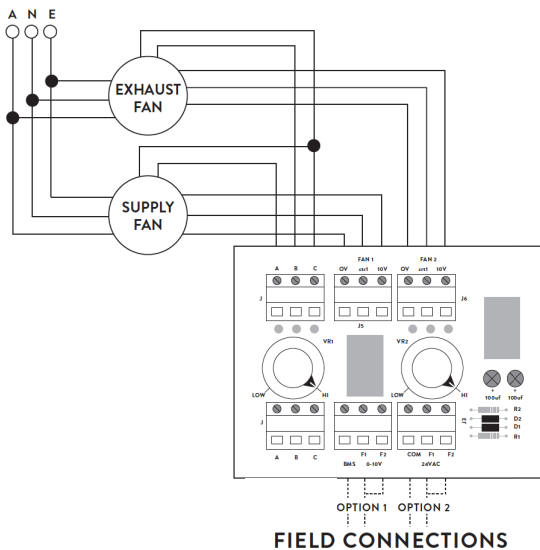 A N E
EXHAUST
FAN
SUPPLY
FAN
FAN 1 FAN 2
A B C 0V ctrl 10V 0V ctrl 10V
J J6
J5
VR1 VR2
LOW HI LOW HI
+ +
100uf 100uf
R2
D2
D1
R1
J J3
A B C F1 F2 COM F1 F2
BMS 0-10V 24VAC
OPTION 1 OPTION 2
FIELD CONNECTIONS